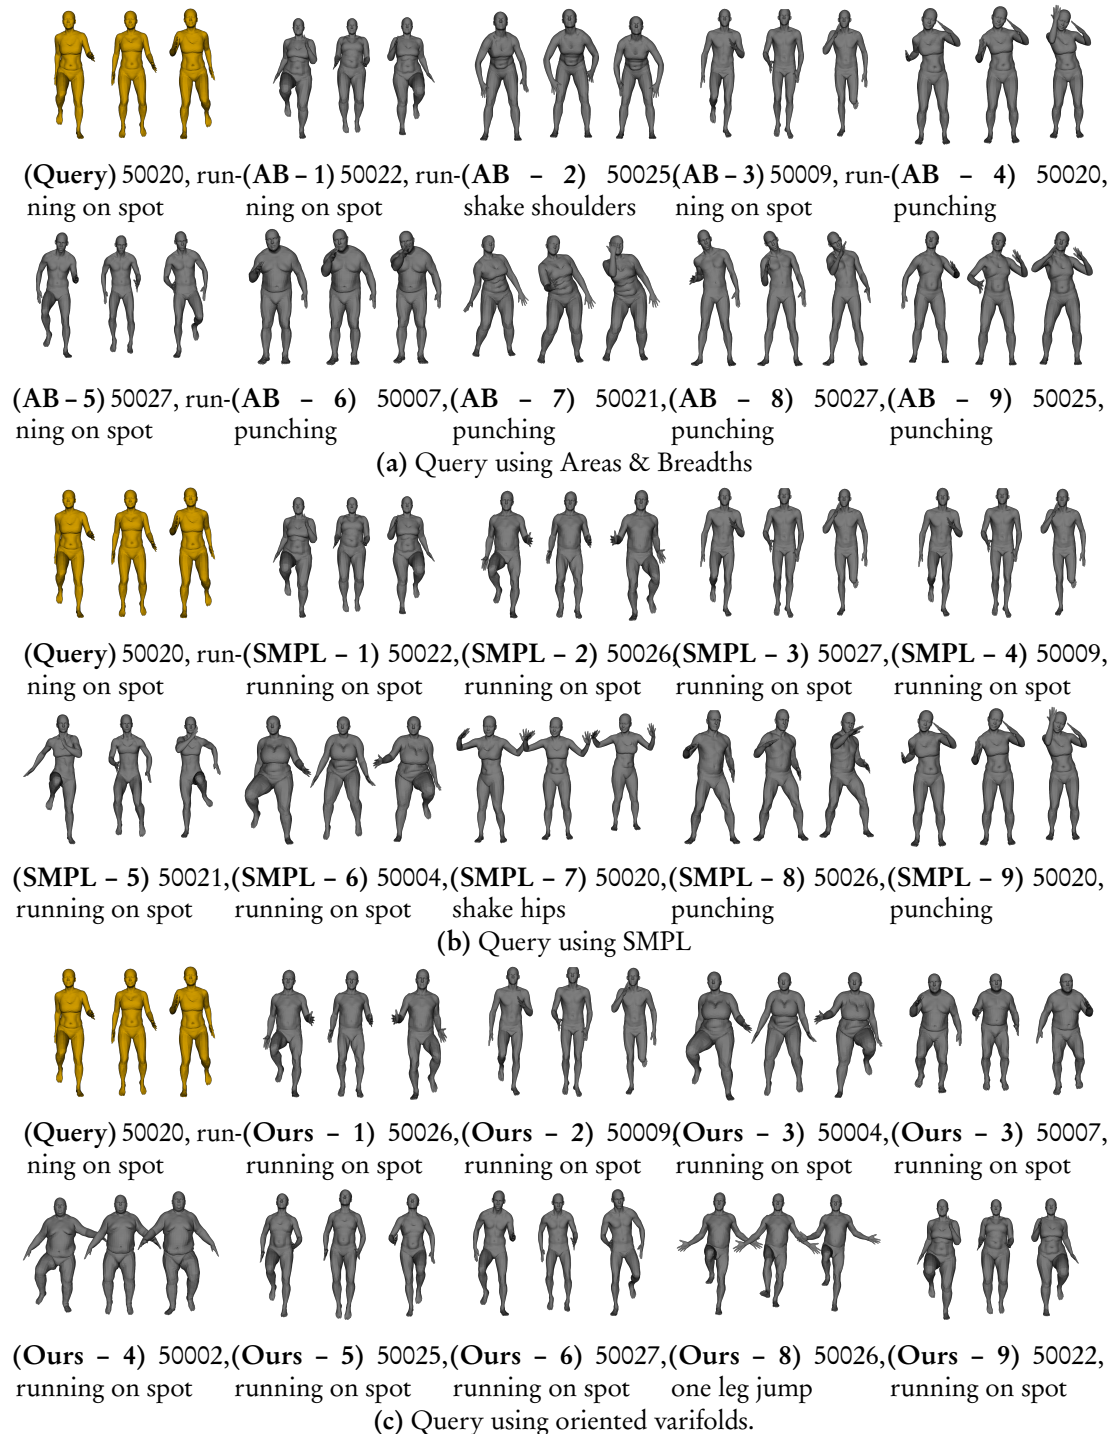 (Query) 50020, run-(AB – 1) 50022, run-(AB – 2) 50025,(AB – 3) 50009, run-(AB – 4) 50020,
ning on spot ning on spot shake shoulders ning on spot punching
(AB – 5) 50027, run-(AB – 6) 50007,(AB – 7) 50021,(AB – 8) 50027,(AB – 9) 50025,
ning on spot punching punching punching punching
(a) Query using Areas & Breadths
(Query) 50020, run-(SMPL – 1) 50022,(SMPL – 2) 50026,(SMPL – 3) 50027,(SMPL – 4) 50009,
ning on spot running on spot running on spot running on spot running on spot
(SMPL – 5) 50021,(SMPL – 6) 50004,(SMPL – 7) 50020,(SMPL – 8) 50026,(SMPL – 9) 50020,
running on spot running on spot shake hips punching punching
(b) Query using SMPL
(Query) 50020, run-(Ours – 1) 50026,(Ours – 2) 50009,(Ours – 3) 50004,(Ours – 3) 50007,
ning on spot running on spot running on spot running on spot running on spot
(Ours – 4) 50002,(Ours – 5) 50025,(Ours – 6) 50027,(Ours – 8) 50026,(Ours – 9) 50022,
running on spot running on spot running on spot one leg jump running on spot
(c) Query using oriented varifolds.